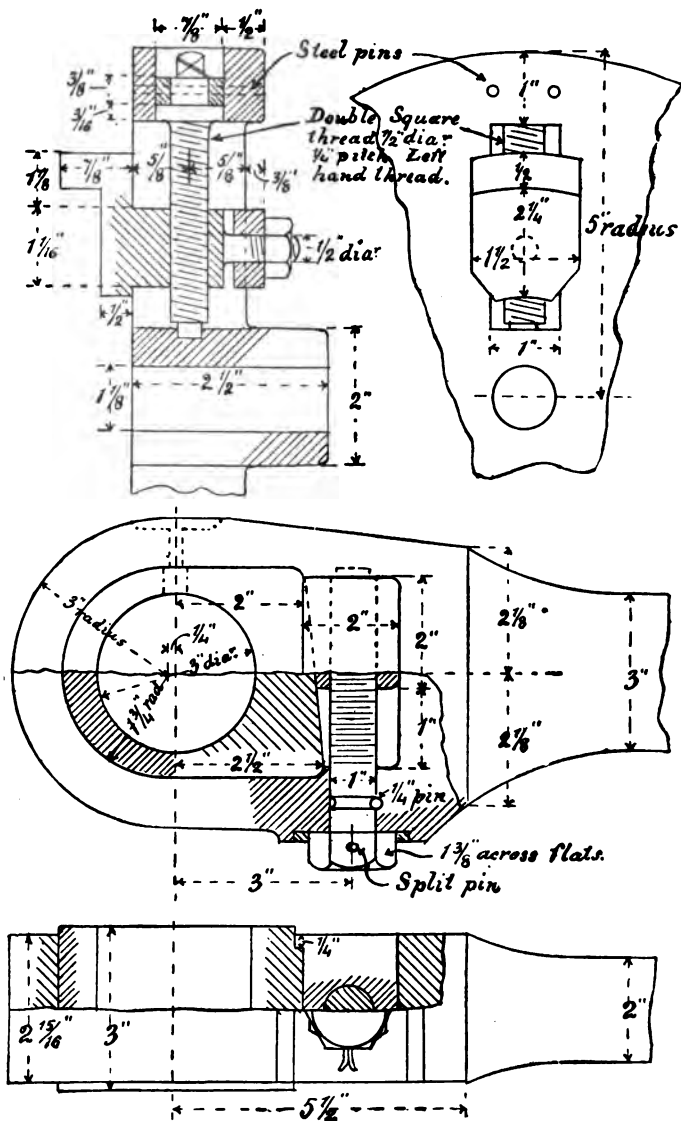 7/8"
1/2"
Steel pins
3/8"
3/16"
1"
Double Square
thread 1/2" diar
1/4" pitch Left
hand thread.
7/8"
5/8"
5/8"
3/8"
1 7/8
1 1/16"
1/2" diar
1/2"
1/2
2 1/4"
5" radius
1 1/2
1"
1 1/8"
2 1/2"
2"
3" radius
2"
1/4"
3" diar
1 3/4" rad
2"
2"
2 1/8"
3"
1"
2 1/8"
2 1/2"
1"
1/4" pin
1 3/8" across flats.
Split pin
3"
1/4"
2 15/16"
3"
2"
5 1/2"